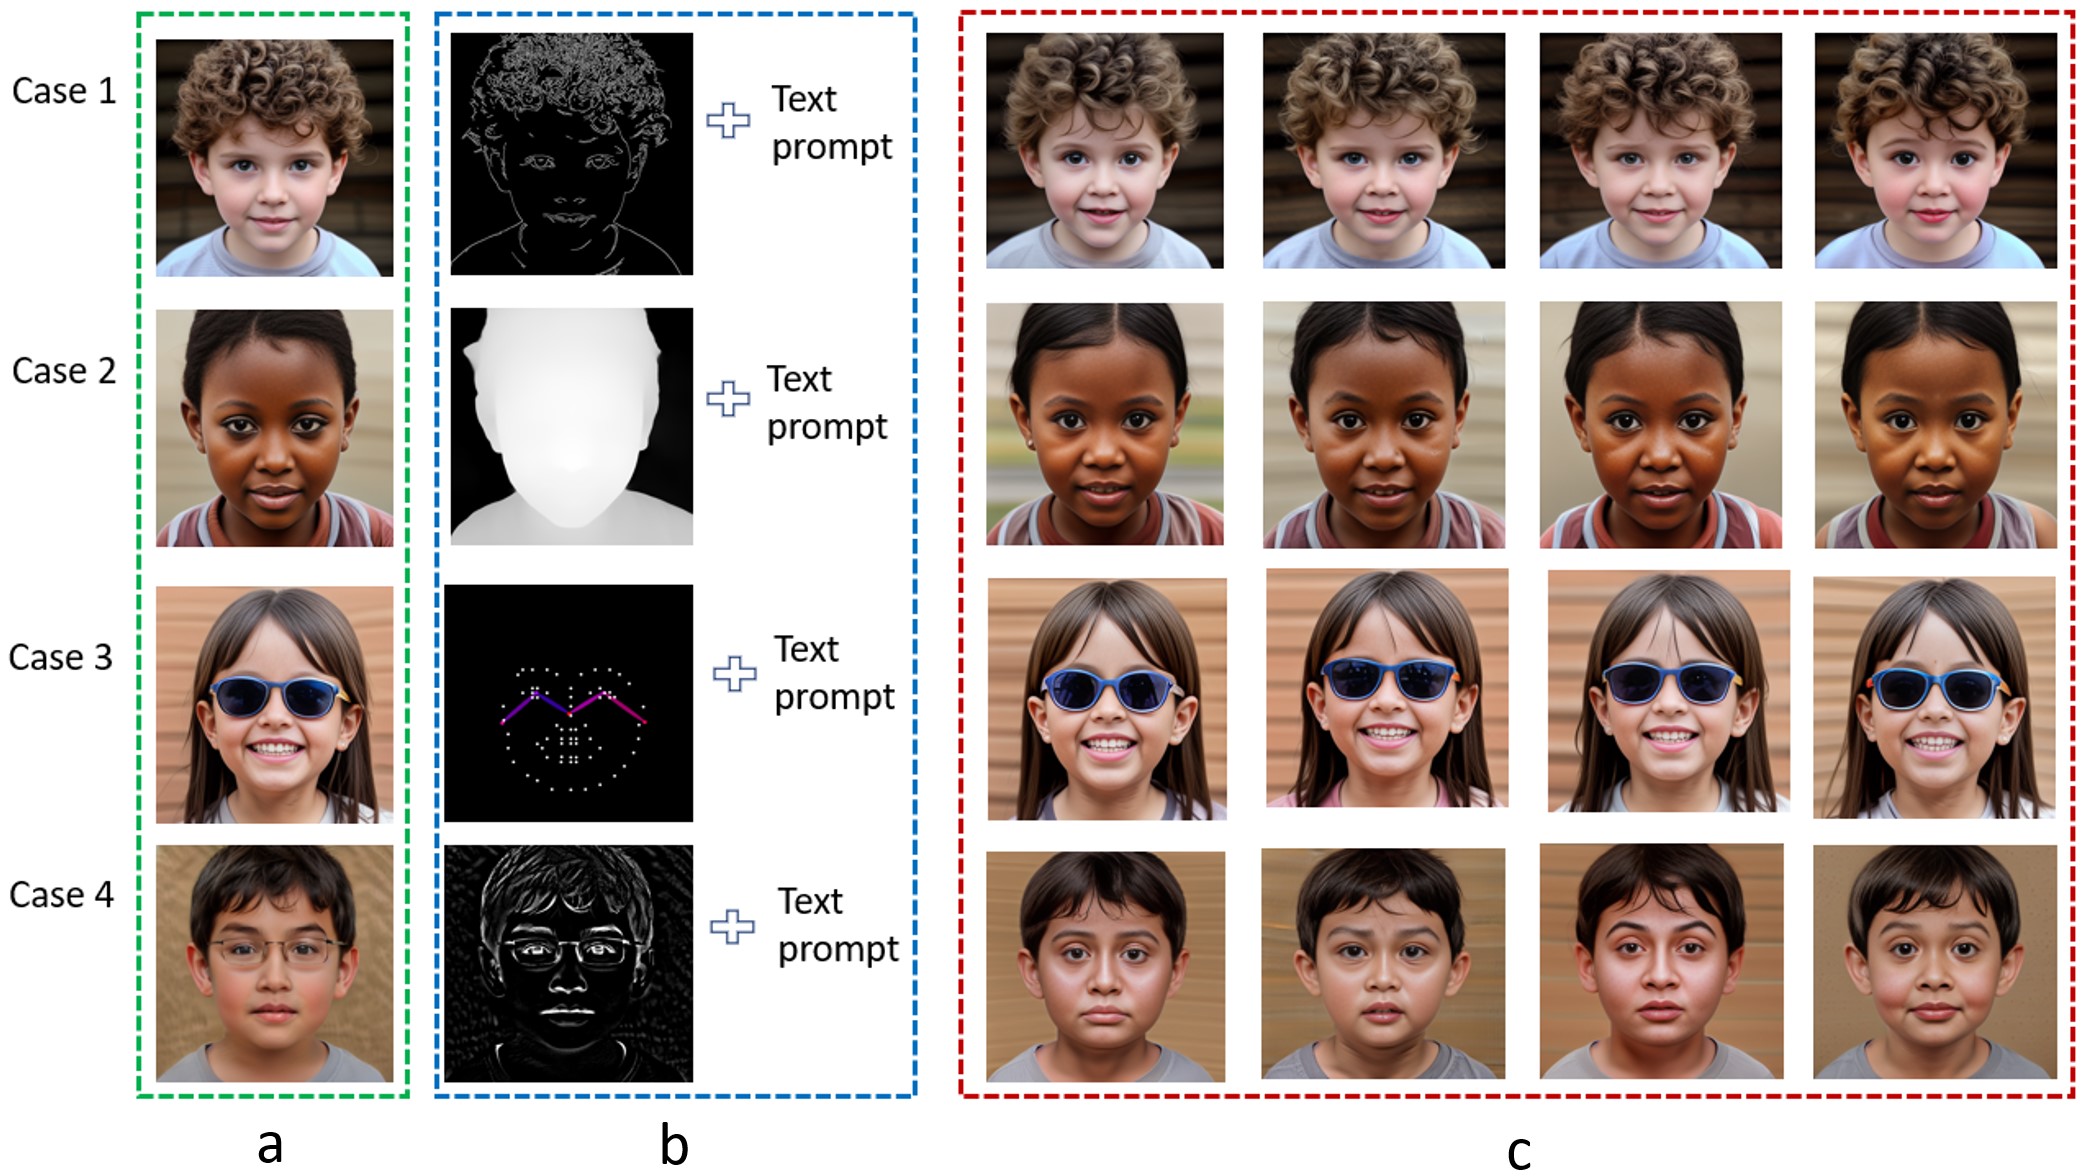 Case 1
Text
prompt
Case 2
Text
prompt
Case 3
Text
prompt
Case 4
Text
prompt
a
b
c